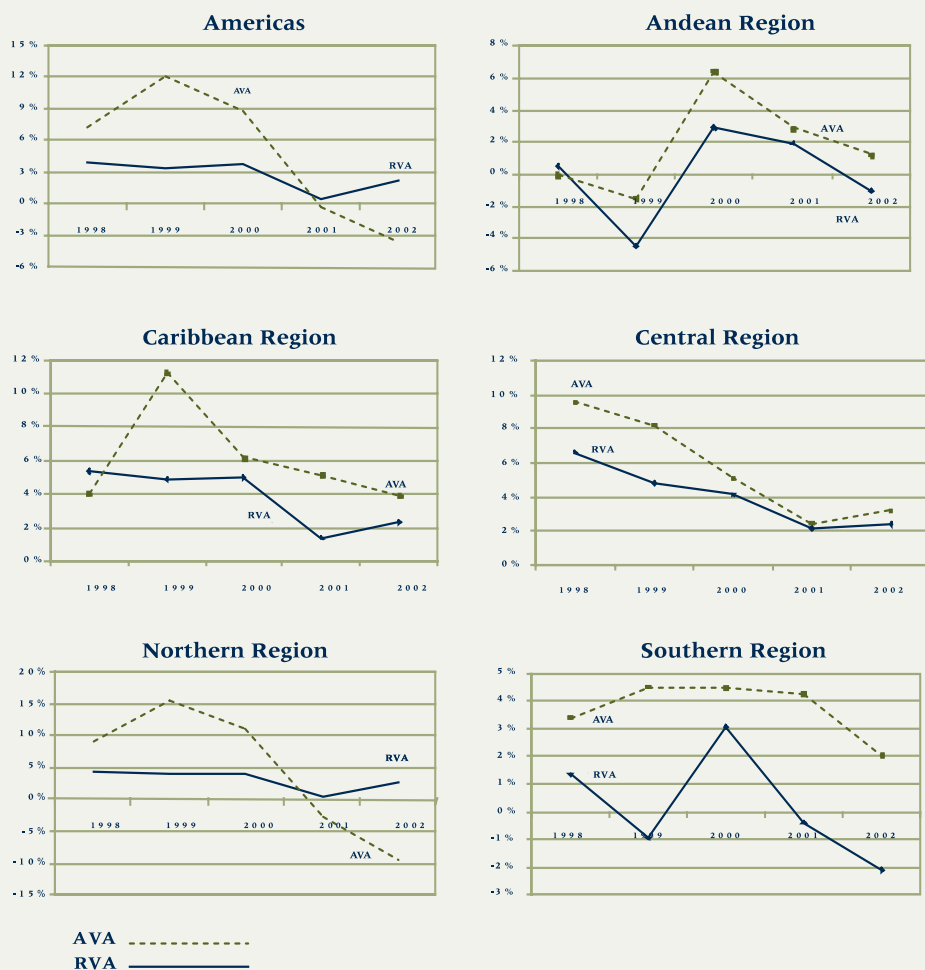 Americas
15%
12%
9%
6%
3%
0%
-3%
-6%
AVA
RVA
1998 1999 2000 2001 2002
Andean Region
8%
6%
4%
2%
0%
-2%
-4%
-6%
AVA
RVA
1998 1999 2000 2001 2002
Caribbean Region
12%
10%
8%
6%
4%
2%
0%
AVA
RVA
1998 1999 2000 2001 2002
Central Region
12%
10%
8%
6%
4%
2%
0%
AVA
RVA
1998 1999 2000 2001 2002
Northern Region
20%
15%
10%
5%
0%
-5%
-10%
-15%
RVA
AVA
1998 1999 2000 2001 2002
Southern Region
5%
4%
3%
2%
1%
0%
-1%
-2%
-3%
AVA
RVA
1998 1999 2000 2001 2002
AVA
RVA